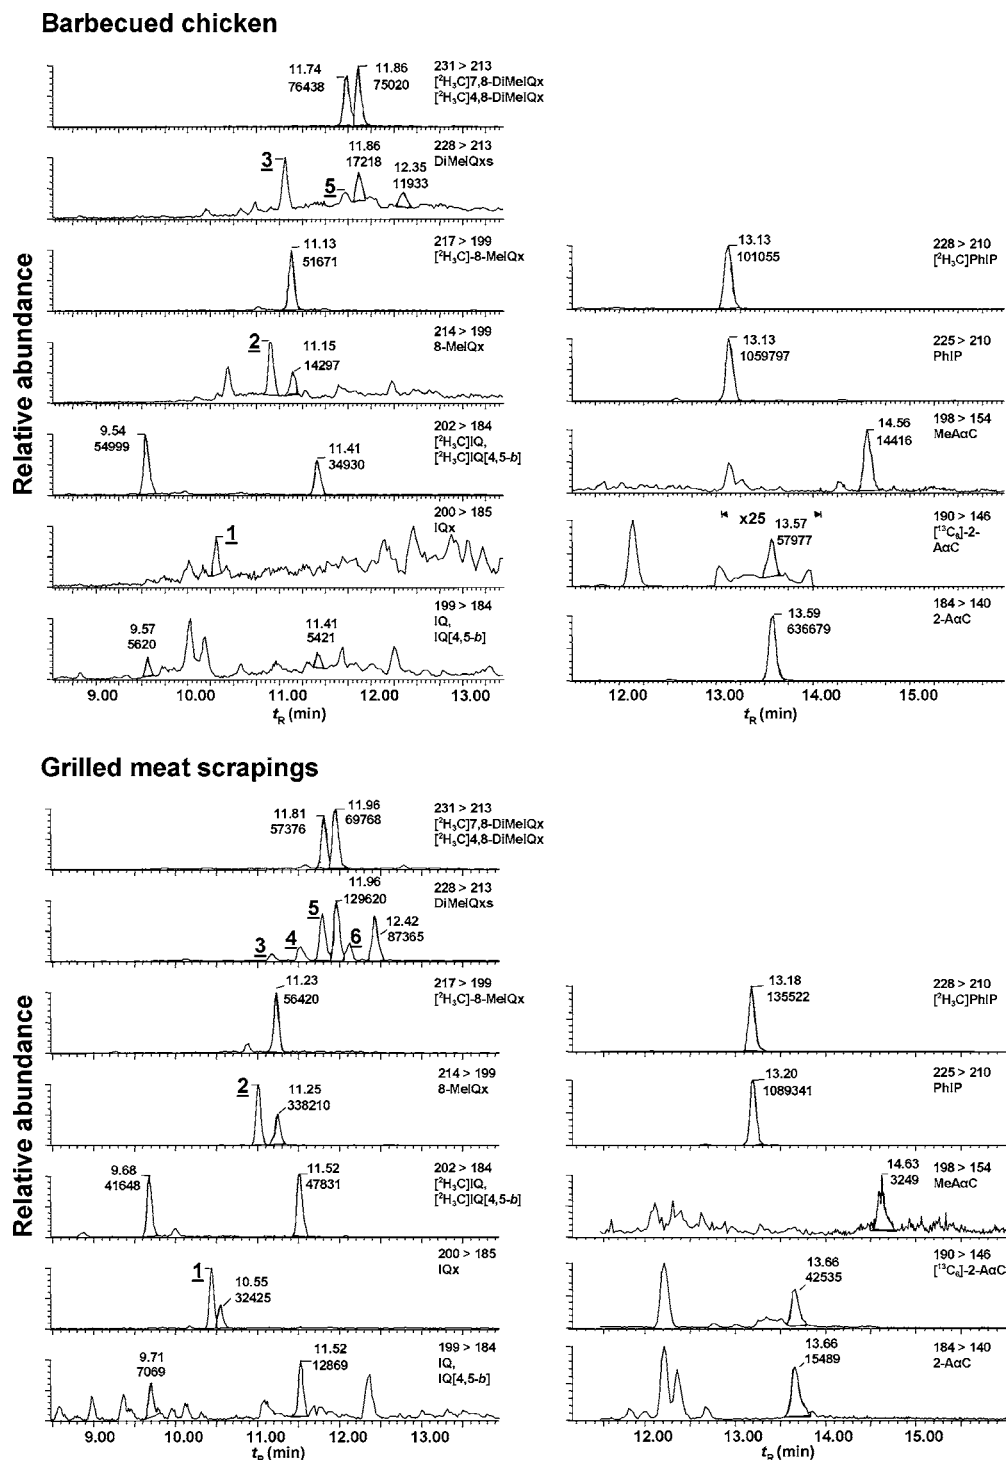 Barbecued chicken
Relative abundance
11.74
76438
11.86
75020
231 > 213
[²H₃C]7,8-DiMeIQx
[²H₃C]4,8-DiMeIQx
3
5
11.86
17218
12.35
11933
228 > 213
DiMeIQxs
11.13
51671
217 > 199
[²H₃C]-8-MeIQx
2
11.15
14297
214 > 199
8-MeIQx
9.54
54999
11.41
34930
202 > 184
[²H₃C]IQ,
[²H₃C]IQ[4,5-b]
1
200 > 185
IQx
9.57
5620
11.41
5421
199 > 184
IQ,
IQ[4,5-b]
9.00 10.00 11.00 12.00 13.00
tR (min)
13.13
101055
228 > 210
[²H₃C]PhIP
13.13
1059797
225 > 210
PhIP
14.56
14416
198 > 154
MeAαC
x25
13.57
57977
190 > 146
[¹³C₆]-2-
AαC
13.59
636679
184 > 140
2-AαC
12.00 13.00 14.00 15.00
tR (min)
Grilled meat scrapings
Relative abundance
11.81
57376
11.96
69768
231 > 213
[²H₃C]7,8-DiMeIQx
[²H₃C]4,8-DiMeIQx
3
4
5
11.96
129620
6
12.42
87365
228 > 213
DiMeIQxs
11.23
56420
217 > 199
[²H₃C]-8-MeIQx
2
11.25
338210
214 > 199
8-MeIQx
9.68
41648
11.52
47831
202 > 184
[²H₃C]IQ,
[²H₃C]IQ[4,5-b]
1
10.55
32425
200 > 185
IQx
9.71
7069
11.52
12869
199 > 184
IQ,
IQ[4,5-b]
9.00 10.00 11.00 12.00 13.00
tR (min)
13.18
135522
228 > 210
[²H₃C]PhIP
13.20
1089341
225 > 210
PhIP
14.63
3249
198 > 154
MeAαC
13.66
42535
190 > 146
[¹³C₆]-2-AαC
13.66
15489
184 > 140
2-AαC
12.00 13.00 14.00 15.00
tR (min)